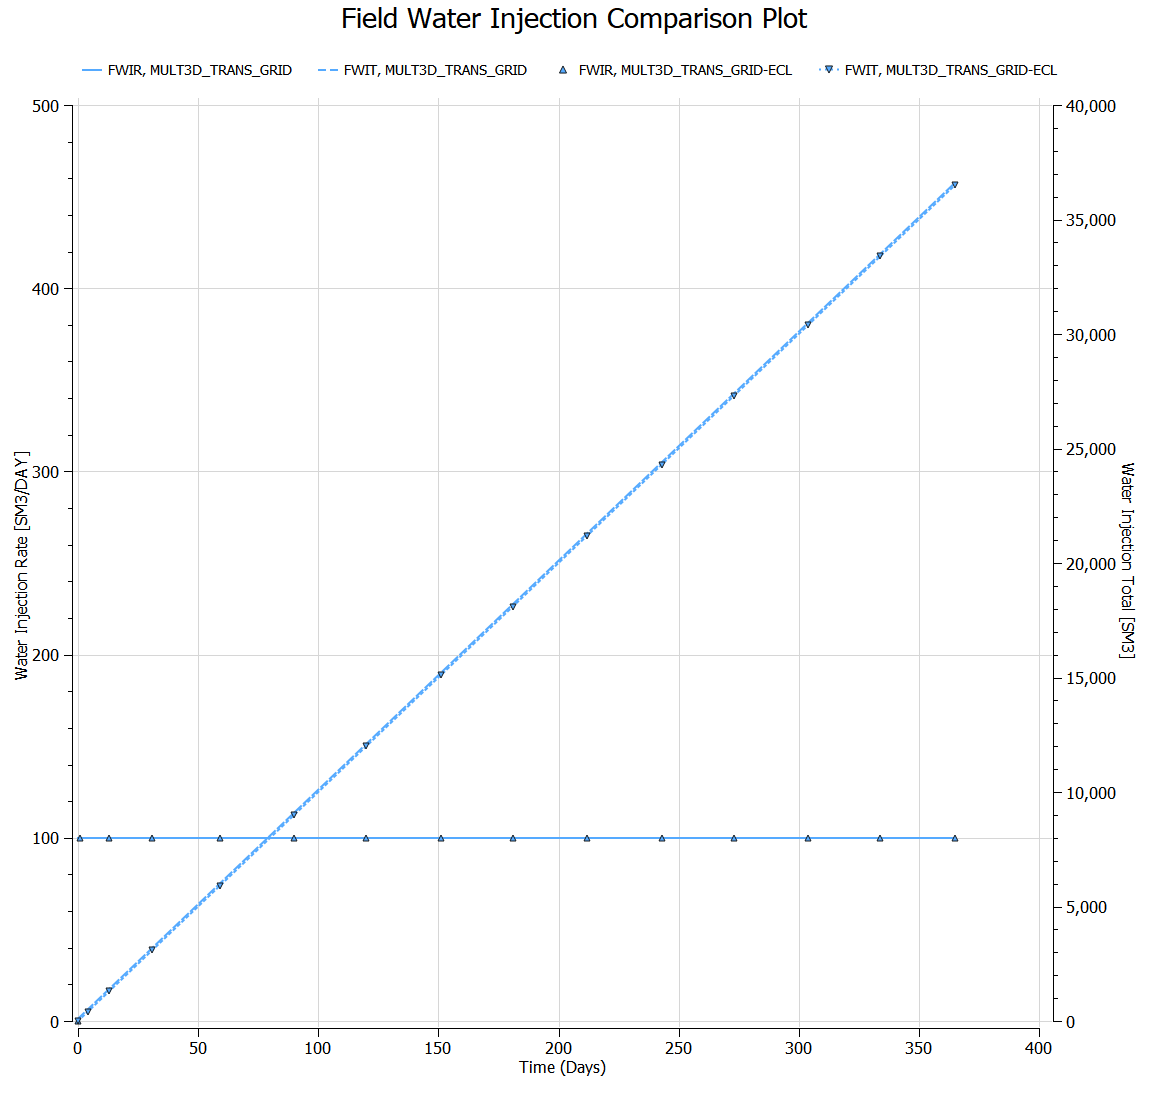 Field Water Injection Comparison Plot
FWIR, MULT3D_TRANS_GRID FWIT, MULT3D_TRANS_GRID FWIR, MULT3D_TRANS_GRID-ECL FWIT, MULT3D_TRANS_GRID-ECL
500
400
300
200
100
0
Water Injection Rate [SM3/DAY]
40,000
35,000
30,000
25,000
20,000
15,000
10,000
5,000
0
Water Injection Total [SM3]
0 50 100 150 200 250 300 350 400
Time (Days)